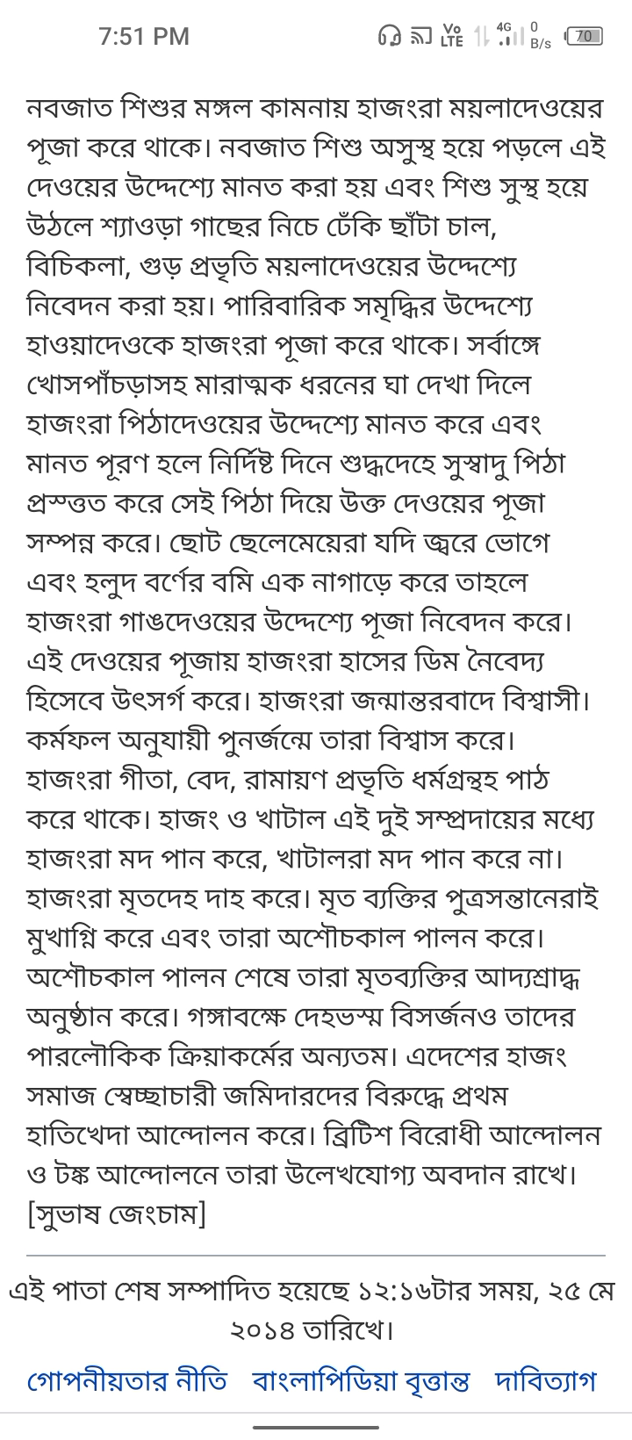 7:51 PM Vo LTE 4G 0 B/s 70
নবজাত শিশুর মঙ্গল কামনায় হাজংরা ময়লাদেওয়ের
পূজা করে থাকে। নবজাত শিশু অসুস্থ হয়ে পড়লে এই
দেওয়ের উদ্দেশ্যে মানত করা হয় এবং শিশু সুস্থ হয়ে
উঠলে শ্যাওড়া গাছের নিচে ঢেঁকি ছাঁটা চাল,
বিচিকলা, গুড় প্রভৃতি ময়লাদেওয়ের উদ্দেশ্যে
নিবেদন করা হয়। পারিবারিক সমৃদ্ধির উদ্দেশ্যে
হাওয়াদেওকে হাজংরা পূজা করে থাকে। সর্বাঙ্গে
খোসপাঁচড়াসহ মারাত্মক ধরনের ঘা দেখা দিলে
হাজংরা পিঠাদেওয়ের উদ্দেশ্যে মানত করে এবং
মানত পূরণ হলে নির্দিষ্ট দিনে শুদ্ধদেহে সুস্বাদু পিঠা
প্রস্ত্তত করে সেই পিঠা দিয়ে উক্ত দেওয়ের পূজা
সম্পন্ন করে। ছোট ছেলেমেয়েরা যদি জ্বরে ভোগে
এবং হলুদ বর্ণের বমি এক নাগাড়ে করে তাহলে
হাজংরা গাঙদেওয়ের উদ্দেশ্যে পূজা নিবেদন করে।
এই দেওয়ের পূজায় হাজংরা হাসের ডিম নৈবেদ্য
হিসেবে উৎসর্গ করে। হাজংরা জন্মান্তরবাদে বিশ্বাসী।
কর্মফল অনুযায়ী পুনর্জন্মে তারা বিশ্বাস করে।
হাজংরা গীতা, বেদ, রামায়ণ প্রভৃতি ধর্মগ্রন্থহ পাঠ
করে থাকে। হাজং ও খাটাল এই দুই সম্প্রদায়ের মধ্যে
হাজংরা মদ পান করে, খাটালরা মদ পান করে না।
হাজংরা মৃতদেহ দাহ করে। মৃত ব্যক্তির পুত্রসন্তানেরাই
মুখাগ্নি করে এবং তারা অশৌচকাল পালন করে।
অশৌচকাল পালন শেষে তারা মৃতব্যক্তির আদ্যশ্রাদ্ধ
অনুষ্ঠান করে। গঙ্গাবক্ষে দেহভস্ম বিসর্জনও তাদের
পারলৌকিক ক্রিয়াকর্মের অন্যতম। এদেশের হাজং
সমাজ স্বেচ্ছাচারী জমিদারদের বিরুদ্ধে প্রথম
হাতিখেদা আন্দোলন করে। ব্রিটিশ বিরোধী আন্দোলন
ও টঙ্ক আন্দোলনে তারা উলেখযোগ্য অবদান রাখে।
[সুভাষ জেংচাম]
এই পাতা শেষ সম্পাদিত হয়েছে ১২:১৬টার সময়, ২৫ মে
২০১৪ তারিখে।
গোপনীয়তার নীতি বাংলাপিডিয়া বৃত্তান্ত দাবিত্যাগ